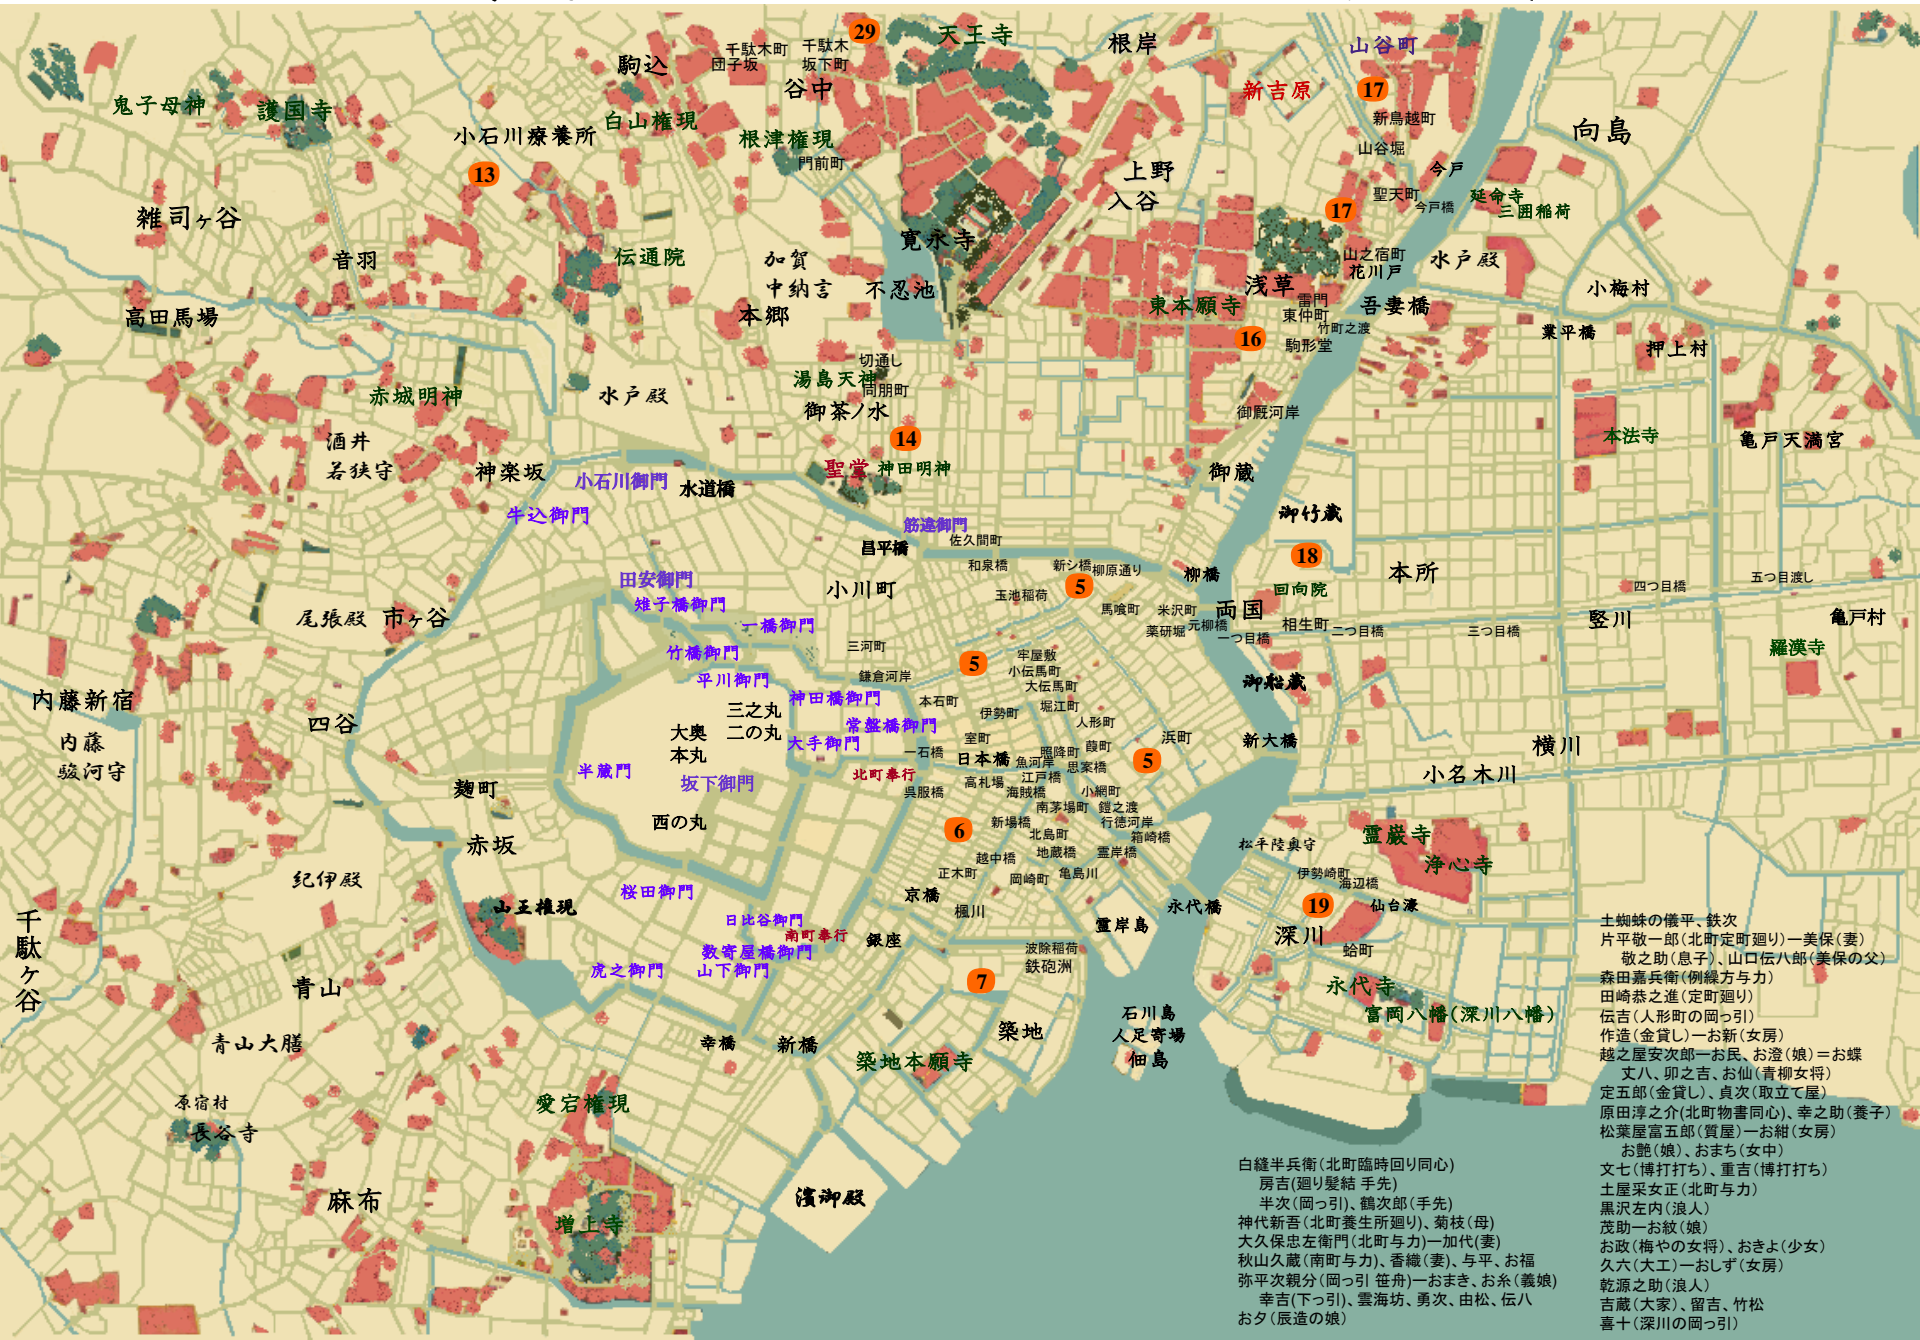 29
天王寺
根岸
山谷町
千駄木町
団子坂
千駄木
坂下町
駒込
谷中
新吉原
17
鬼子母神
護国寺
白山権現
小石川療養所
根津権現
門前町
新鳥越町
山谷堀
向島
13
上野
入谷
今戸
聖天町
今戸橋
延命寺
三囲稲荷
17
雑司ヶ谷
音羽
伝通院
加賀
中納言
寛永寺
不忍池
山之宿町
花川戸
水戸殿
浅草
雷門
東仲町
吾妻橋
小梅村
高田馬場
本郷
東本願寺
竹町之渡
16
駒形堂
業平橋
押上村
切通し
湯島天神
同朋町
赤城明神
水戸殿
御茶ノ水
御厩河岸
14
本法寺
亀戸天満宮
酒井
若狭守
神楽坂
小石川御門
水道橋
聖堂
神田明神
御蔵
牛込御門
筋違御門
御竹蔵
昌平橋
佐久間町
和泉橋
新シ橋
柳原通り
柳橋
18
本所
田安御門
小川町
5
回向院
四つ目橋
五つ目渡し
雉子橋御門
玉池稲荷
馬喰町
米沢町
両国
尾張殿
市ヶ谷
一橋御門
薬研堀
元柳橋
一つ目橋
相生町
二つ目橋
三つ目橋
竪川
亀戸村
竹橋御門
三河町
牢屋敷
5
小伝馬町
羅漢寺
平川御門
鎌倉河岸
大伝馬町
御船蔵
内藤新宿
神田橋御門
本石町
三之丸
二の丸
伊勢町
堀江町
四谷
大奥
本丸
常盤橋御門
大手御門
人形町
内藤
駿河守
室町
一石橋
日本橋
照降町
葭町
浜町
新大橋
横川
半蔵門
坂下御門
北町奉行
魚河岸
思案橋
5
江戸橋
小名木川
麹町
呉服橋
高札場
海賊橋
小網町
西の丸
南茅場町
鎧之渡
6
新場橋
行徳河岸
北島町
箱崎橋
赤坂
松平陸奥守
霊巌寺
浄心寺
越中橋
地蔵橋
霊岸橋
紀伊殿
正木町
岡崎町
亀島川
伊勢崎町
海辺橋
桜田御門
京橋
楓川
永代橋
19
仙台濠
山王権現
日比谷御門
霊岸島
南町奉行
銀座
深川
千駄ヶ谷
数寄屋橋御門
波除稲荷
鉄砲洲
蛤町
虎之御門
山下御門
7
青山
永代寺
富岡八幡(深川八幡)
石川島
人足寄場
佃島
青山大膳
幸橋
新橋
築地
築地本願寺
原宿村
長谷寺
愛宕権現
麻布
濱御殿
増上寺
土蜘蛛の儀平、鉄次
片平敬一郎(北町定町廻り)ー美保(妻)
敬之助(息子)、山口伝八郎(美保の父)
森田嘉兵衛(例繰方与力)
田崎恭之進(定町廻り)
伝吉(人形町の岡っ引)
作造(金貸し)ーお新(女房)
越之屋安次郎ーお民、お澄(娘)＝お蝶
丈八、卯之吉、お仙(青柳女将)
定五郎(金貸し)、貞次(取立て屋)
原田淳之介(北町物書同心)、幸之助(養子)
松葉屋富五郎(質屋)ーお紺(女房)
お艶(娘)、おまち(女中)
文七(博打打ち)、重吉(博打打ち)
土屋采女正(北町与力)
黒沢左内(浪人)
茂助ーお紋(娘)
お政(梅やの女将)、おきよ(少女)
久六(大工)ーおしず(女房)
乾源之助(浪人)
吉蔵(大家)、留吉、竹松
喜十(深川の岡っ引)
白縫半兵衛(北町臨時回り同心)
房吉(廻り髪結 手先)
半次(岡っ引)、鶴次郎(手先)
神代新吾(北町養生所廻り)、菊枝(母)
大久保忠左衛門(北町与力)ー加代(妻)
秋山久蔵(南町与力)、香織(妻)、与平、お福
弥平次親分(岡っ引 笹舟)ーおまき、お糸(義娘)
幸吉(下っ引)、雲海坊、勇次、由松、伝八
お夕(辰造の娘)